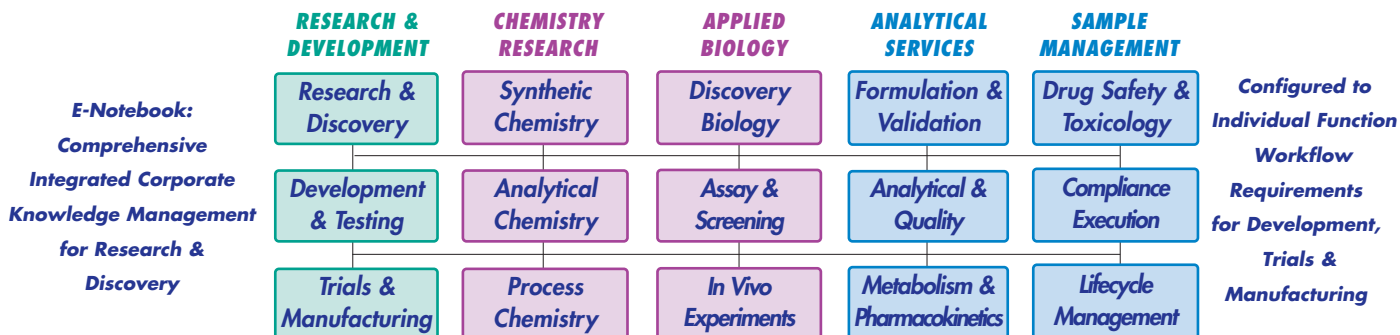 RESEARCH &
DEVELOPMENT
CHEMISTRY
RESEARCH
APPLIED
BIOLOGY
ANALYTICAL
SERVICES
SAMPLE
MANAGEMENT
E-Notebook:
Comprehensive
Integrated Corporate
Knowledge Management
for Research &
Discovery
Research &
Discovery
Synthetic
Chemistry
Discovery
Biology
Formulation &
Validation
Drug Safety &
Toxicology
Development
& Testing
Analytical
Chemistry
Assay &
Screening
Analytical &
Quality
Compliance
Execution
Trials &
Manufacturing
Process
Chemistry
In Vivo
Experiments
Metabolism &
Pharmacokinetics
Lifecycle
Management
Configured to
Individual Function
Workflow
Requirements
for Development,
Trials &
Manufacturing